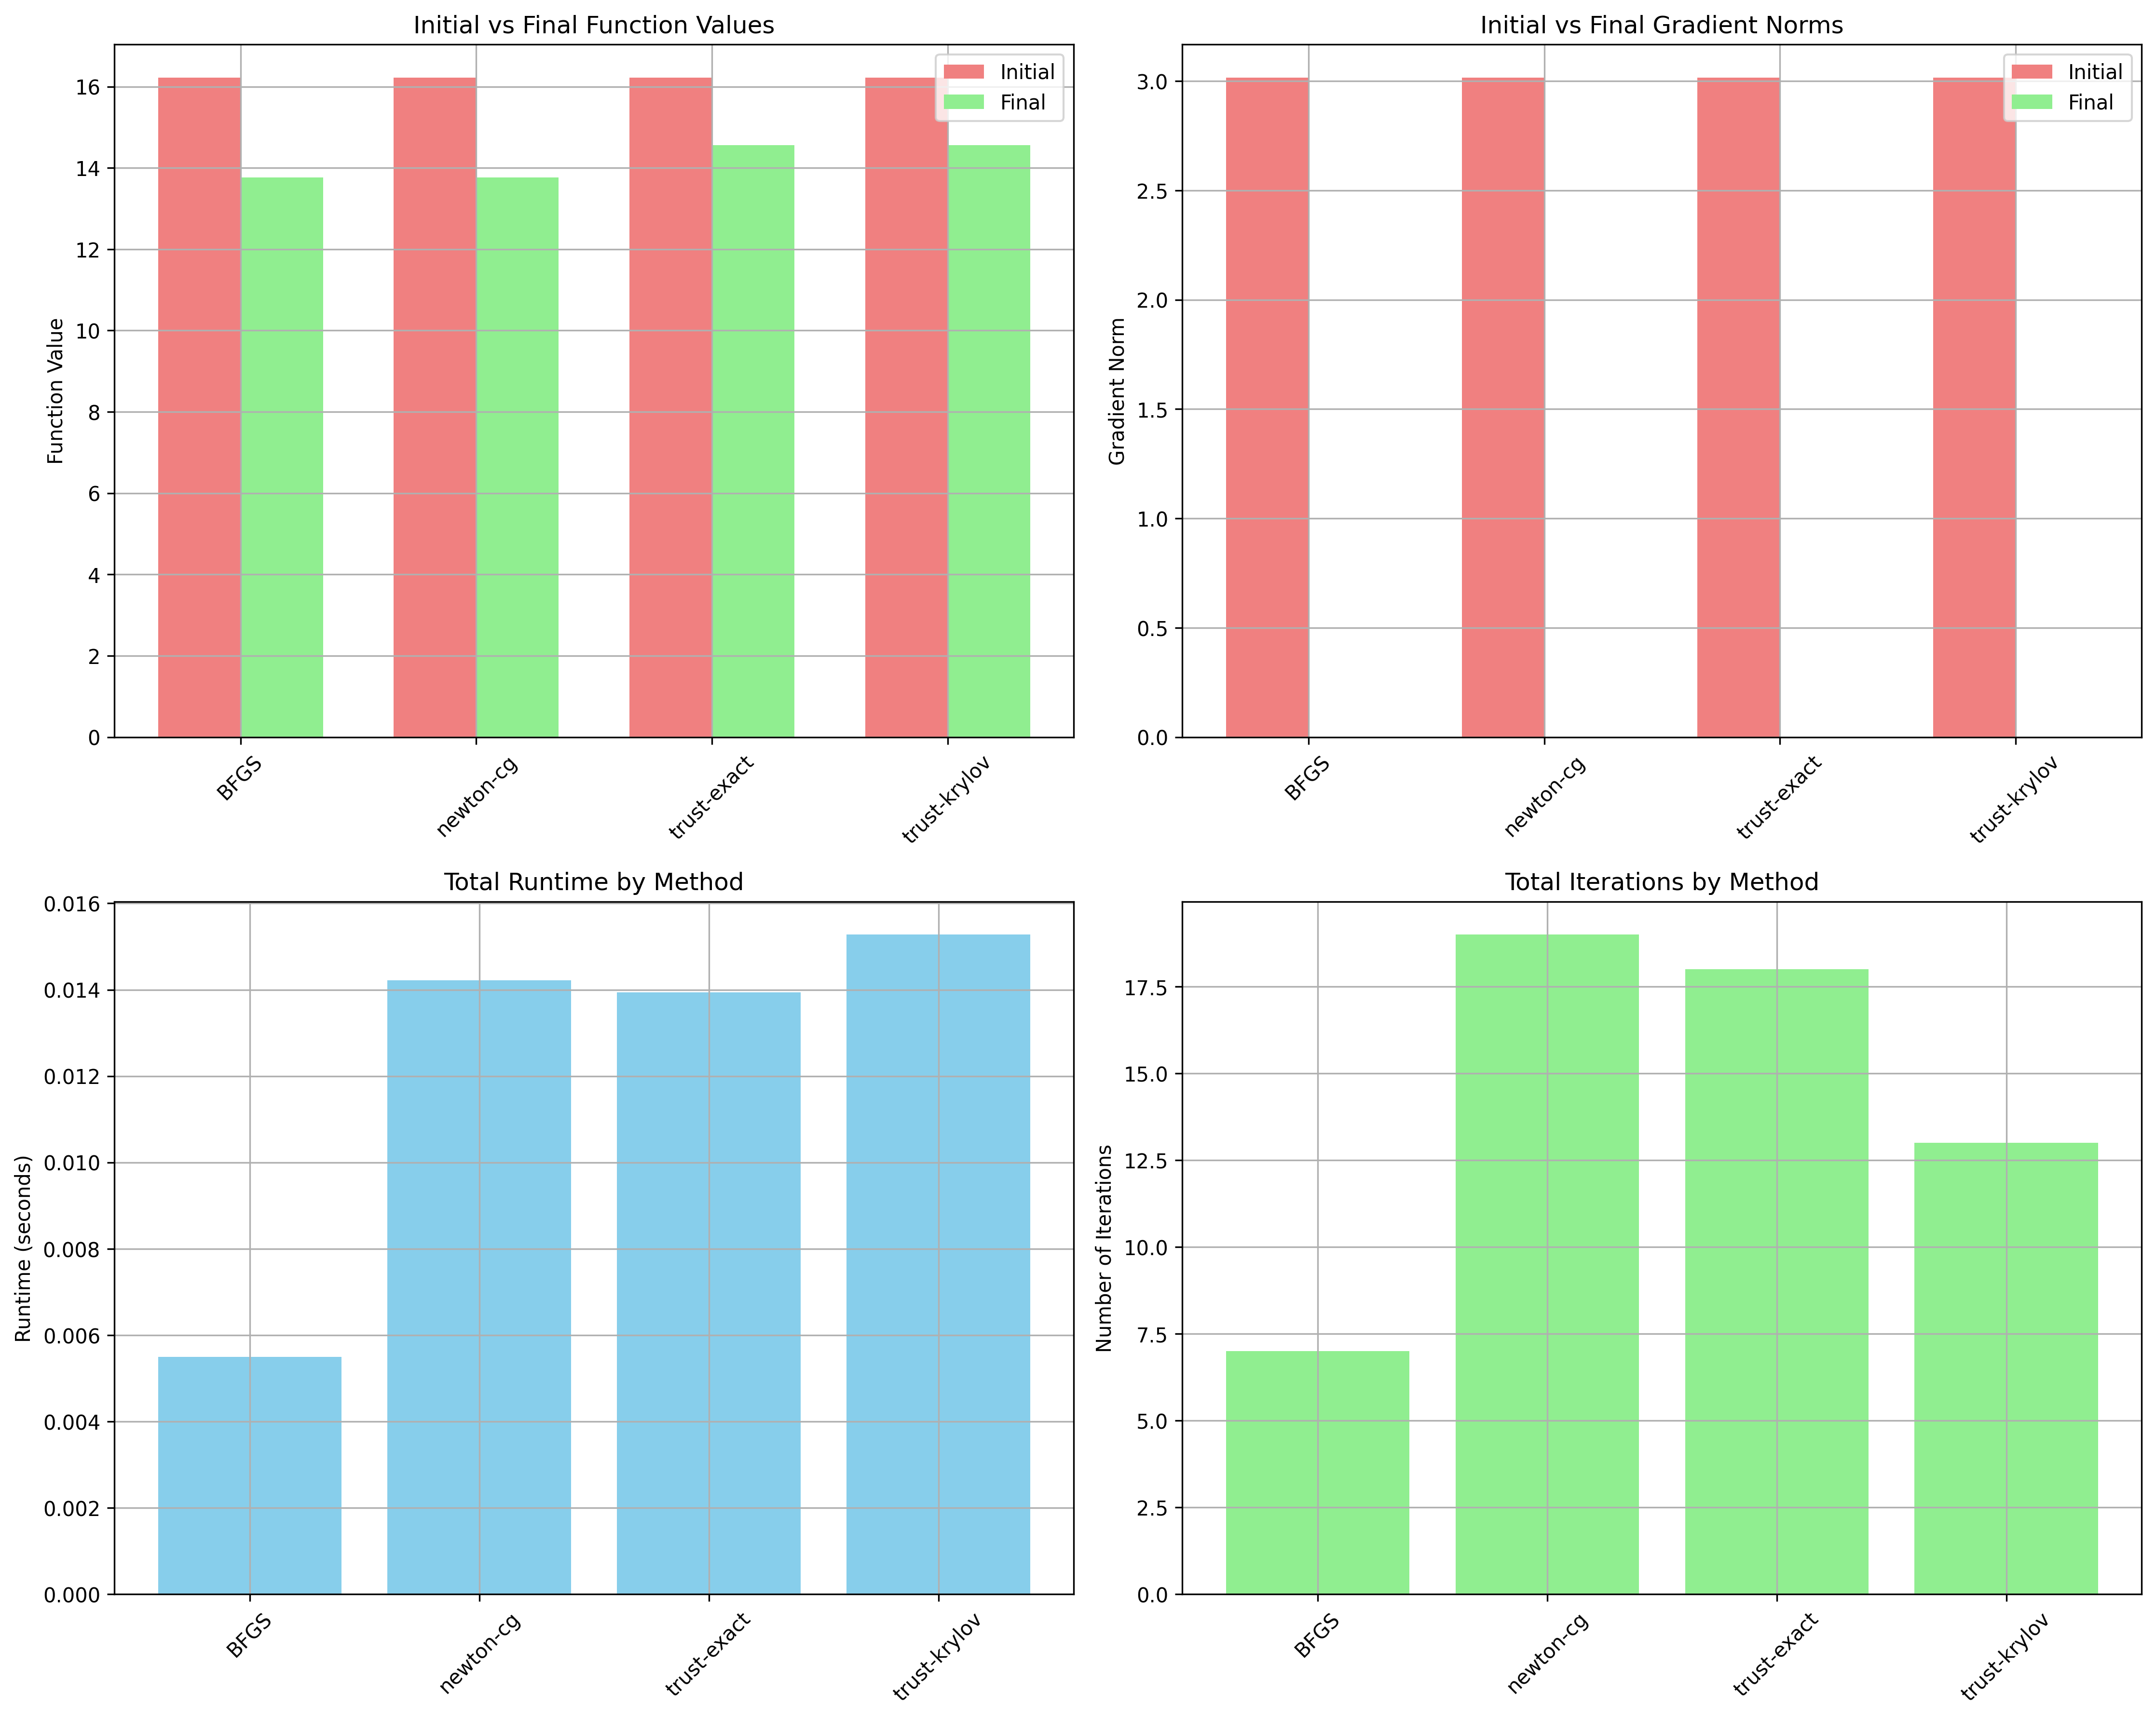 Initial vs Final Function Values
Initial
Final
16
14
12
10
8
6
4
2
0
Function Value
BFGS
newton-cg
trust-exact
trust-krylov
Initial vs Final Gradient Norms
Initial
Final
3.0
2.5
2.0
1.5
1.0
0.5
0.0
Gradient Norm
BFGS
newton-cg
trust-exact
trust-krylov
Total Runtime by Method
0.016
0.014
0.012
0.010
0.008
0.006
0.004
0.002
0.000
Runtime (seconds)
BFGS
newton-cg
trust-exact
trust-krylov
Total Iterations by Method
17.5
15.0
12.5
10.0
7.5
5.0
2.5
0.0
Number of Iterations
BFGS
newton-cg
trust-exact
trust-krylov